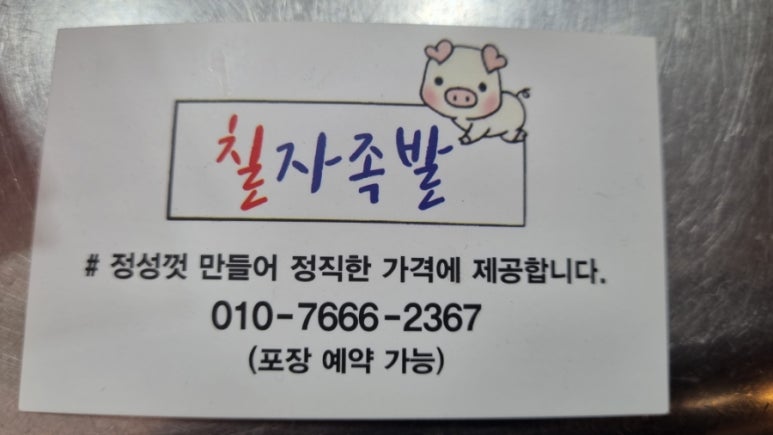 칠자족발
# 정성껏 만들어 정직한 가격에 제공합니다.
010-7666-2367
(포장 예약 가능)